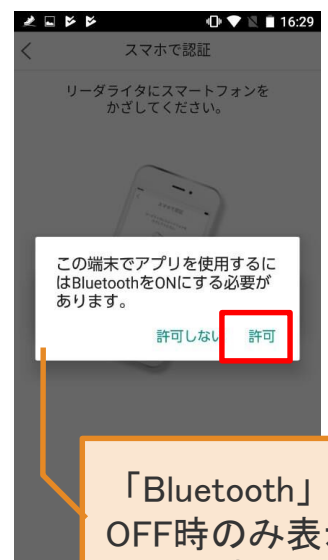 16:29
スマホで認証
リーダライタにスマートフォンを
かざしてください。
この端末でアプリを使用するに
はBluetoothをONにする必要が
あります。
許可しない 許可
「Bluetooth」
OFF時のみ表